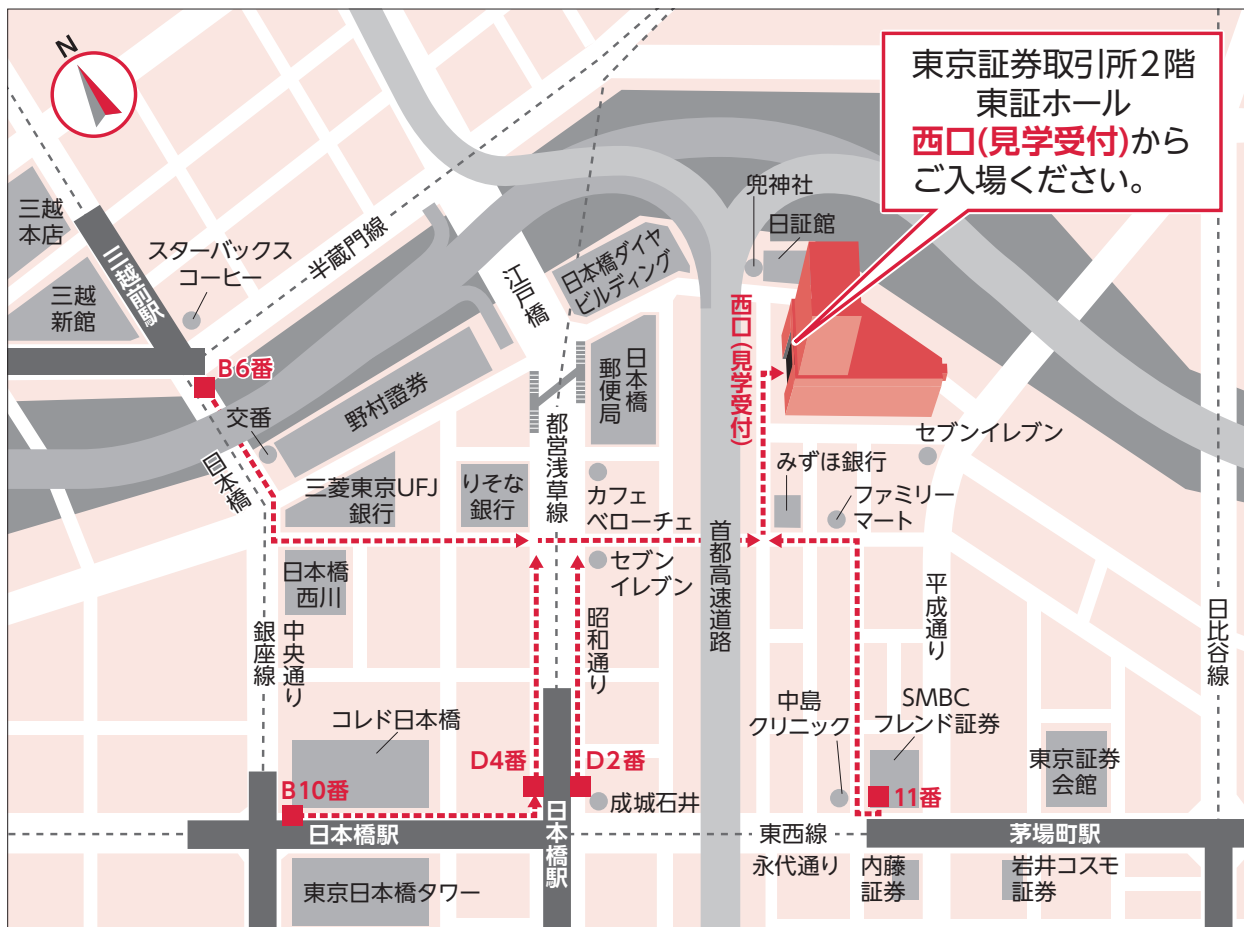 N
東京証券取引所2階
東証ホール
西口(見学受付)から
ご入場ください。
三越
本店
三越
新館
スターバックス
コーヒー
三越前駅
半蔵門線
江戸橋
日本橋ダイヤ
ビルディング
兜神社
日証館
西口(見学受付)
B6番
交番
日本橋
野村證券
日本橋
郵便局
都営浅草線
三菱東京UFJ
銀行
りそな
銀行
カフェ
ベローチェ
セブン
イレブン
首都高速道路
みずほ銀行
セブンイレブン
ファミリー
マート
平成通り
日比谷線
日本橋
西川
銀座線
中央通り
昭和通り
コレド日本橋
中島
クリニック
SMBC
フレンド証券
東京証券
会館
B10番
D4番
D2番
成城石井
11番
日本橋駅
日本橋駅
東西線
茅場町駅
永代通り
東京日本橋タワー
内藤
証券
岩井コスモ
証券